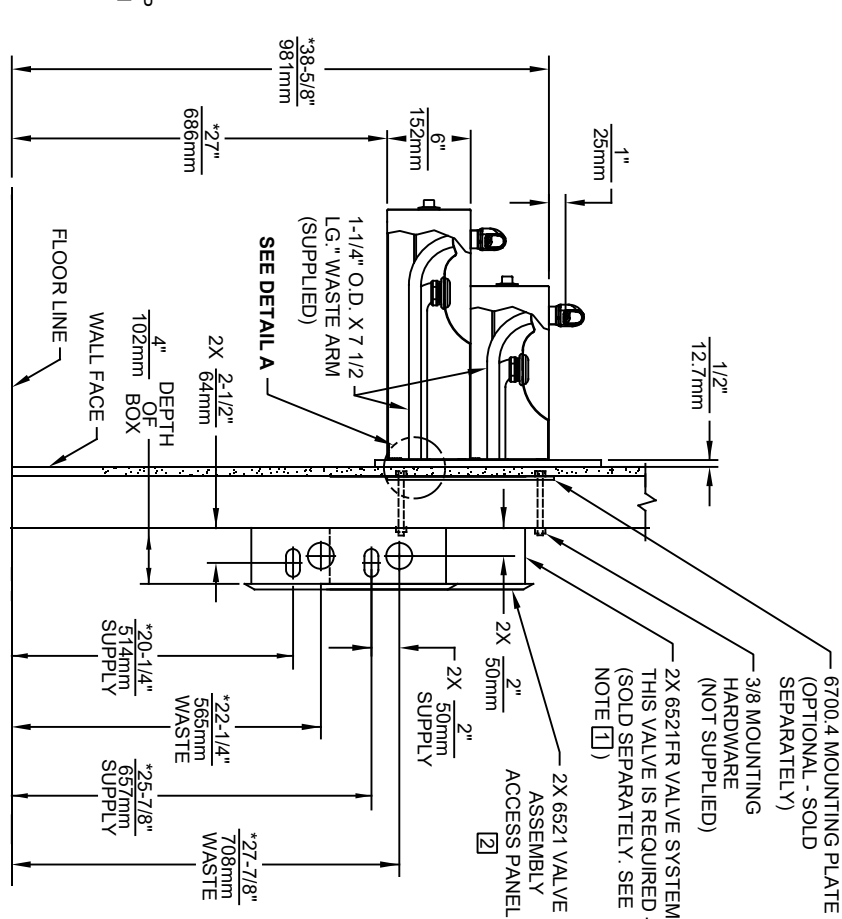 *38-5/8"
981mm
*27"
686mm
6"
152mm
1"
25mm
1/2"
12.7mm
6700.4 MOUNTING PLATE
(OPTIONAL - SOLD
SEPARATELY)
3/8 MOUNTING
HARDWARE
(NOT SUPPLIED)
2X 6521FR VALVE SYSTEM
THIS VALVE IS REQUIRED
(SOLD SEPARATELY. SEE
NOTE 1)
2X 6521 VALVE
ASSEMBLY
ACCESS PANEL
2
1-1/4" O.D. X 7 1/2
LG." WASTE ARM
(SUPPLIED)
SEE DETAIL A
FLOOR LINE
WALL FACE
4"
102mm
DEPTH
OF
BOX
2X
2-1/2"
64mm
2X
2"
50mm
2X
2"
50mm
SUPPLY
*20-1/4"
514mm
SUPPLY
*22-1/4"
565mm
WASTE
*25-7/8"
657mm
SUPPLY
*27-7/8"
708mm
WASTE